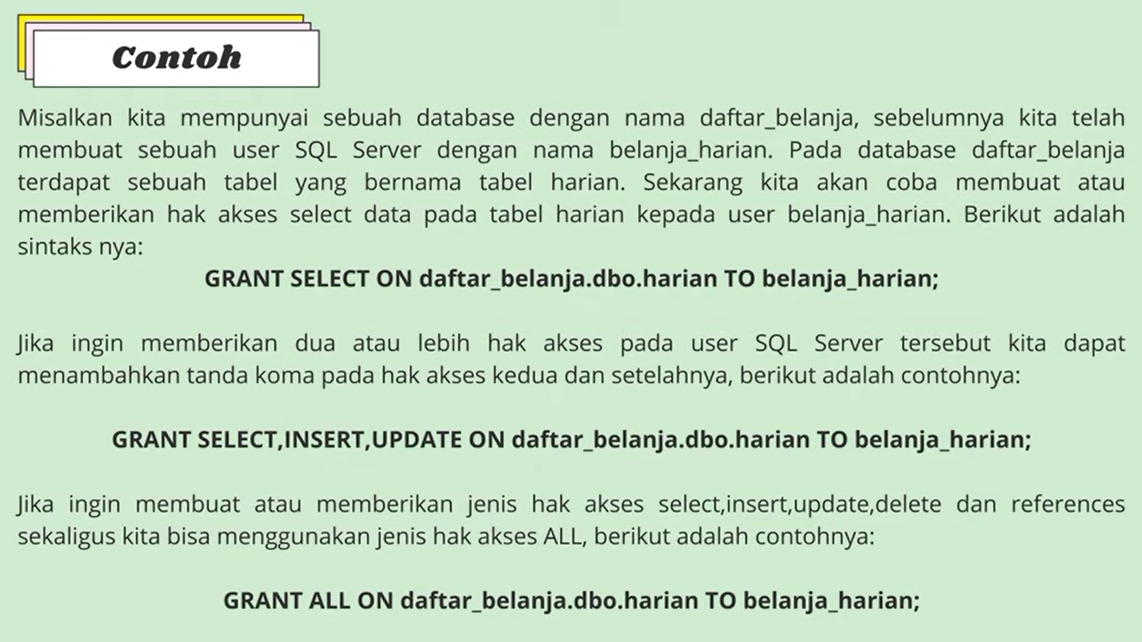 Contoh
Misalkan kita mempunyai sebuah database dengan nama daftar_belanja, sebelumnya kita telah
membuat sebuah user SQL Server dengan nama belanja_harian. Pada database daftar_belanja
terdapat sebuah tabel yang bernama tabel harian. Sekarang kita akan coba membuat atau
memberikan hak akses select data pada tabel harian kepada user belanja_harian. Berikut adalah
sintaks nya:
GRANT SELECT ON daftar_belanja.dbo.harian TO belanja_harian;
Jika ingin memberikan dua atau lebih hak akses pada user SQL Server tersebut kita dapat
menambahkan tanda koma pada hak akses kedua dan setelahnya, berikut adalah contohnya:
GRANT SELECT,INSERT,UPDATE ON daftar_belanja.dbo.harian TO belanja_harian;
Jika ingin membuat atau memberikan jenis hak akses select,insert,update,delete dan references
sekaligus kita bisa menggunakan jenis hak akses ALL, berikut adalah contohnya:
GRANT ALL ON daftar_belanja.dbo.harian TO belanja_harian;